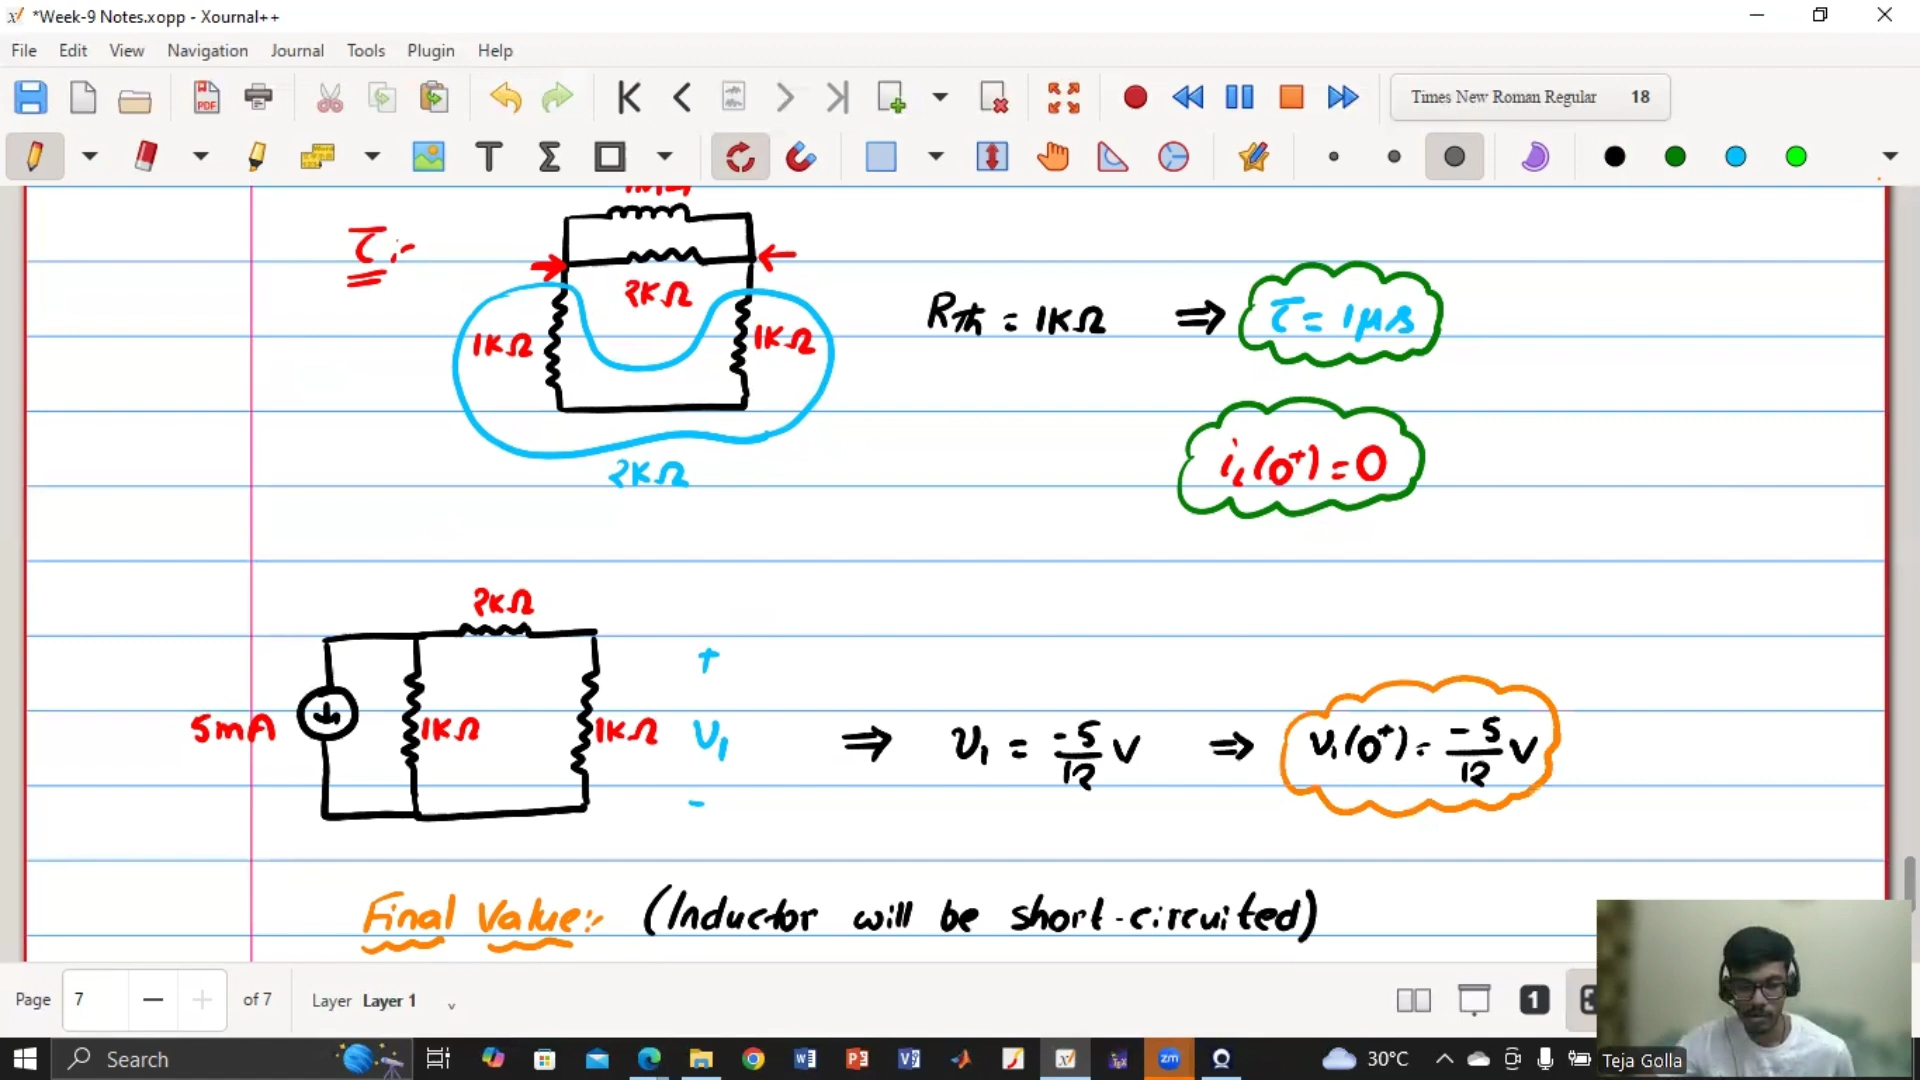 *Week-9 Notes.xopp - Xournal++
File Edit View Navigation Journal Tools Plugin Help
Times New Roman Regular 18
τ:-
2KΩ
1KΩ
1KΩ
2KΩ
Rth = 1KΩ ⇒ τ = 1μs
iL(0⁺) = 0
2KΩ
5mA
1KΩ
1KΩ
+
V1
-
⇒ V1 = -5/12 V ⇒ V1(0⁺) = -5/12 V
Final Value:- (Inductor will be short-circuited)
Page 7 of 7 Layer Layer 1
1
Teja Golla
Search
zm
30°C